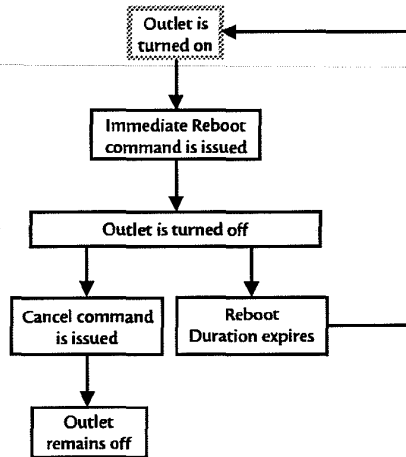 Outlet is
turned on
Immediate Reboot
command is issued
Outlet is turned off
Cancel command
is issued
Reboot
Duration expires
Outlet
remains off